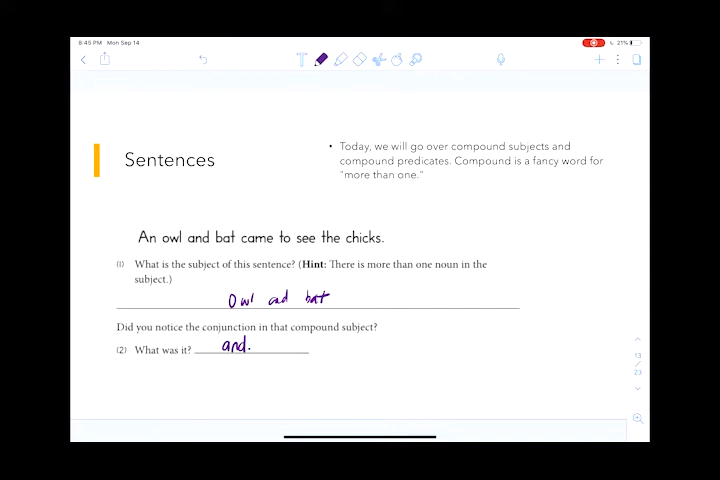 8:45 PM Mon Sep 14
21%
T
Sentences
• Today, we will go over compound subjects and
compound predicates. Compound is a fancy word for
"more than one."
An owl and bat came to see the chicks.
(1) What is the subject of this sentence? (Hint: There is more than one noun in the
subject.)
Owl and bat
Did you notice the conjunction in that compound subject?
(2) What was it? and.
13
/
23